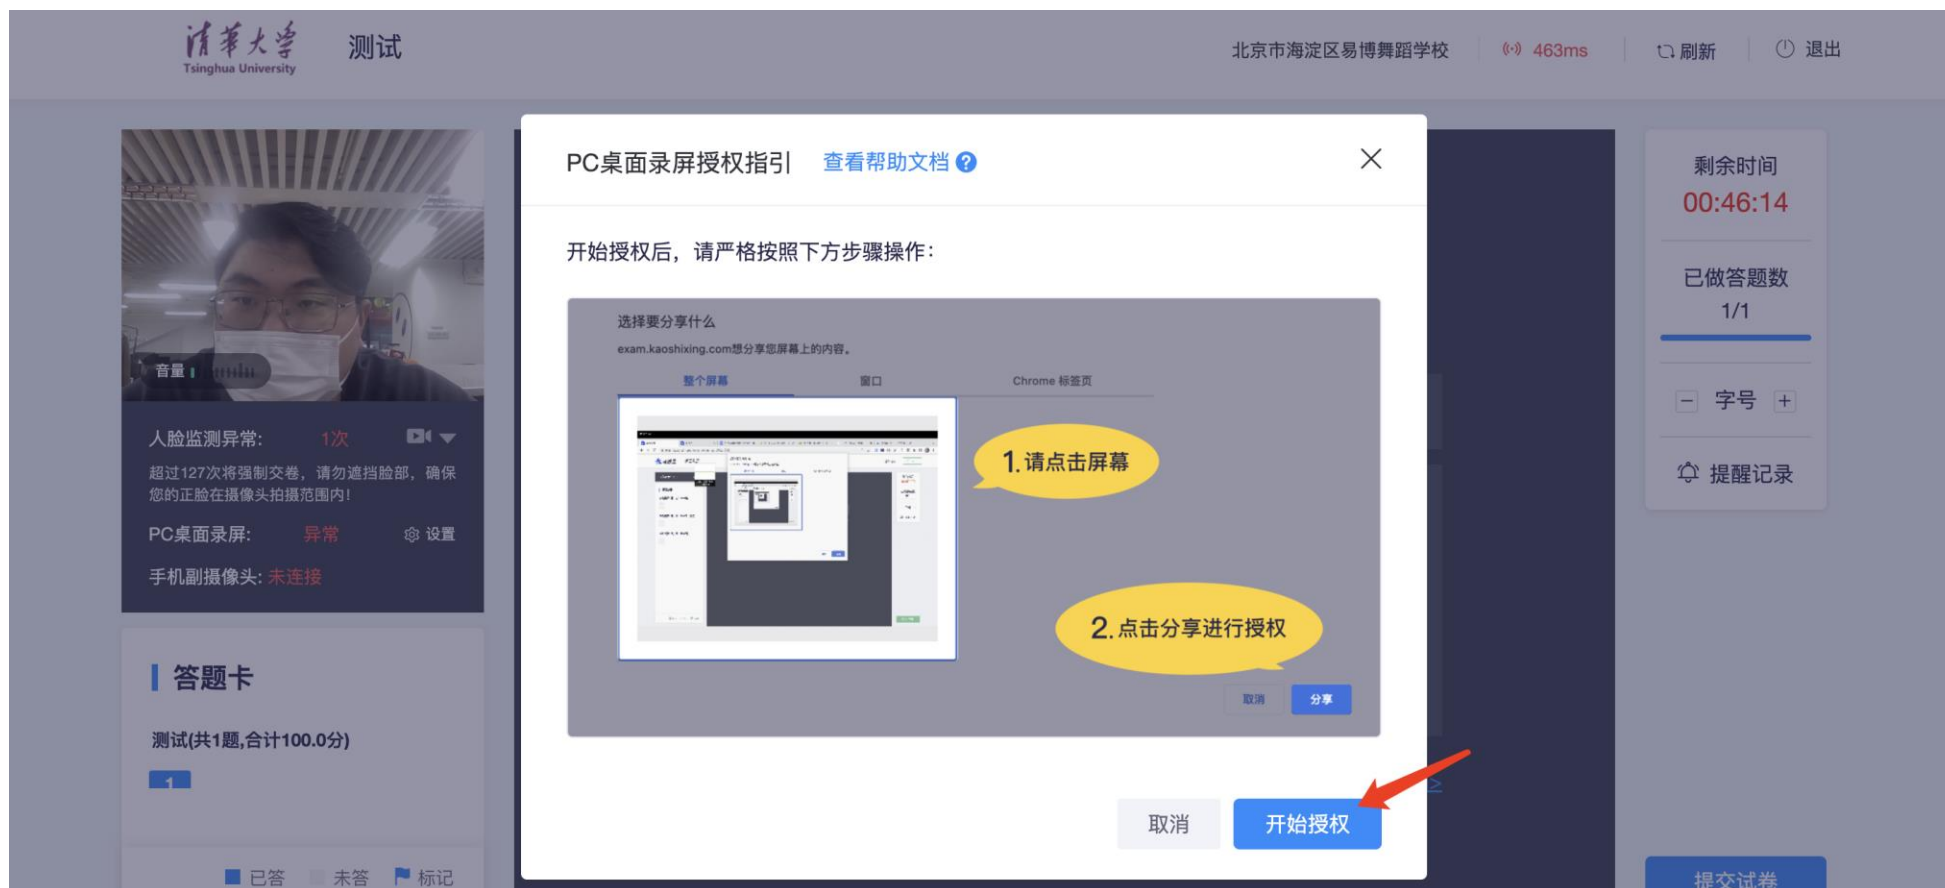 清华大学
Tsinghua University
测试
北京市海淀区易博舞蹈学校
463ms
刷新
退出
音量
人脸监测异常: 1次
超过127次将强制交卷，请勿遮挡脸部，确保
您的正脸在摄像头拍摄范围内!
PC桌面录屏: 异常 设置
手机副摄像头: 未连接
答题卡
测试(共1题,合计100.0分)
1
已答 未答 标记
PC桌面录屏授权指引 查看帮助文档
开始授权后，请严格按照下方步骤操作：
选择要分享什么
exam.kaoshixing.com想分享您屏幕上的内容。
整个屏幕 窗口 Chrome 标签页
1.请点击屏幕
2.点击分享进行授权
取消 分享
取消 开始授权
剩余时间
00:46:14
已做答题数
1/1
字号
提醒记录
提交试卷